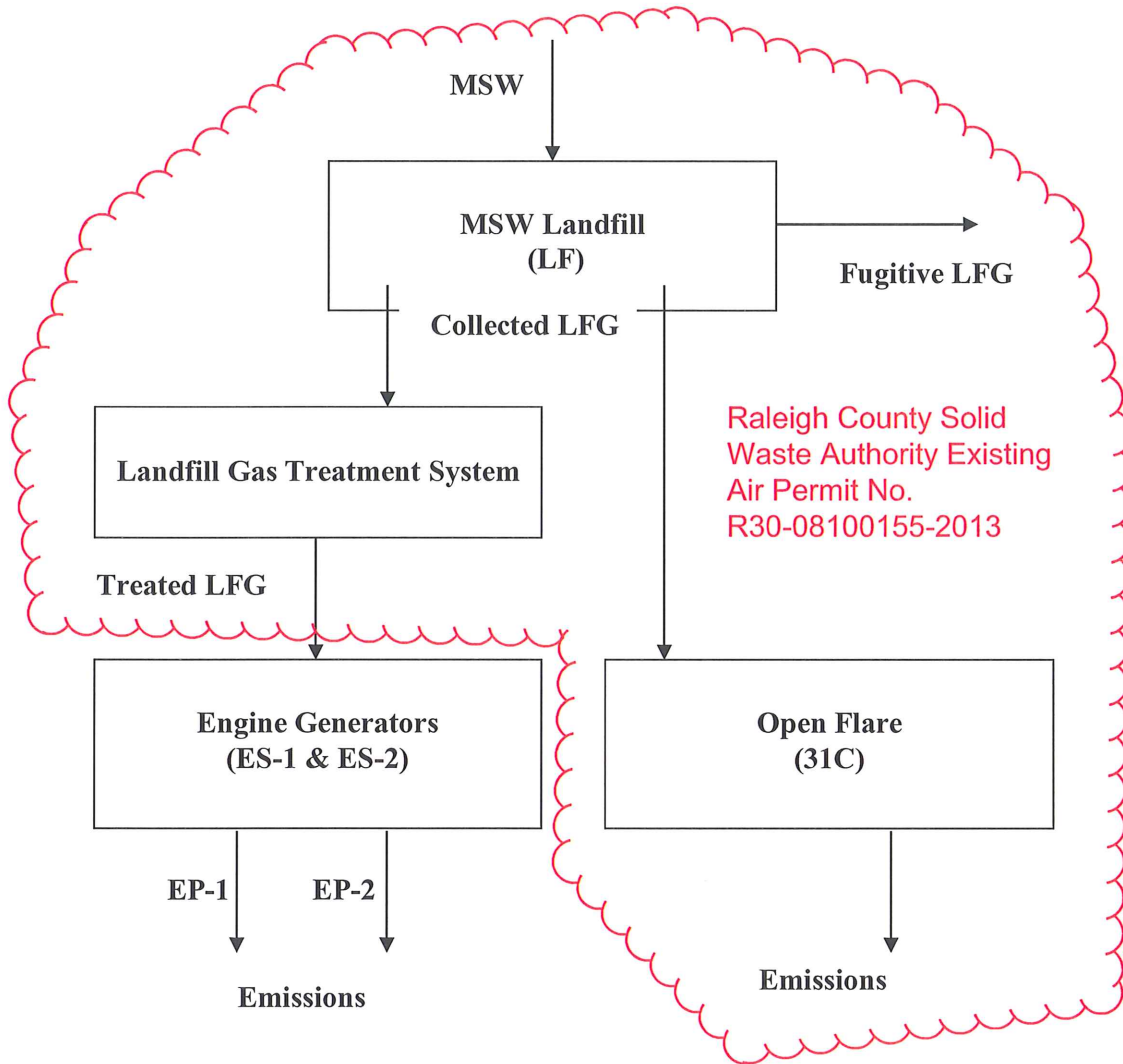 MSW
MSW Landfill
(LF)
Fugitive LFG
Collected LFG
Raleigh County Solid
Waste Authority Existing
Air Permit No.
R30-08100155-2013
Landfill Gas Treatment System
Treated LFG
Engine Generators
(ES-1 & ES-2)
Open Flare
(31C)
EP-1
EP-2
Emissions
Emissions